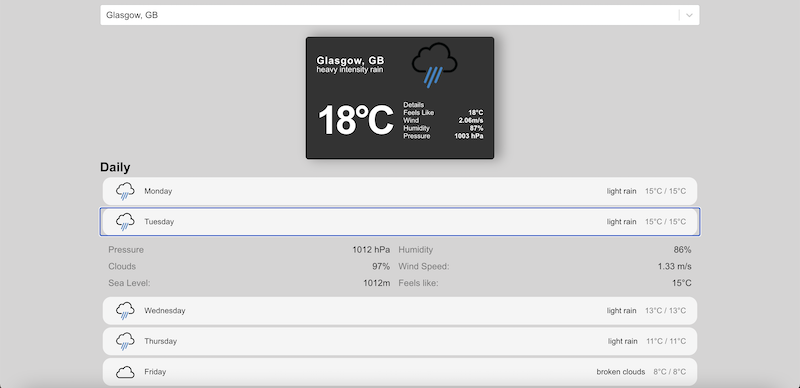 Glasgow, GB
Glasgow, GB
heavy intensity rain
18°C
Details
Feels Like 18°C
Wind 2.06m/s
Humidity 87%
Pressure 1003 hPa
Daily
Monday light rain 15°C / 15°C
Tuesday light rain 15°C / 15°C
Pressure 1012 hPa Humidity 86%
Clouds 97% Wind Speed: 1.33 m/s
Sea Level: 1012m Feels like: 15°C
Wednesday light rain 13°C / 13°C
Thursday light rain 11°C / 11°C
Friday broken clouds 8°C / 8°C